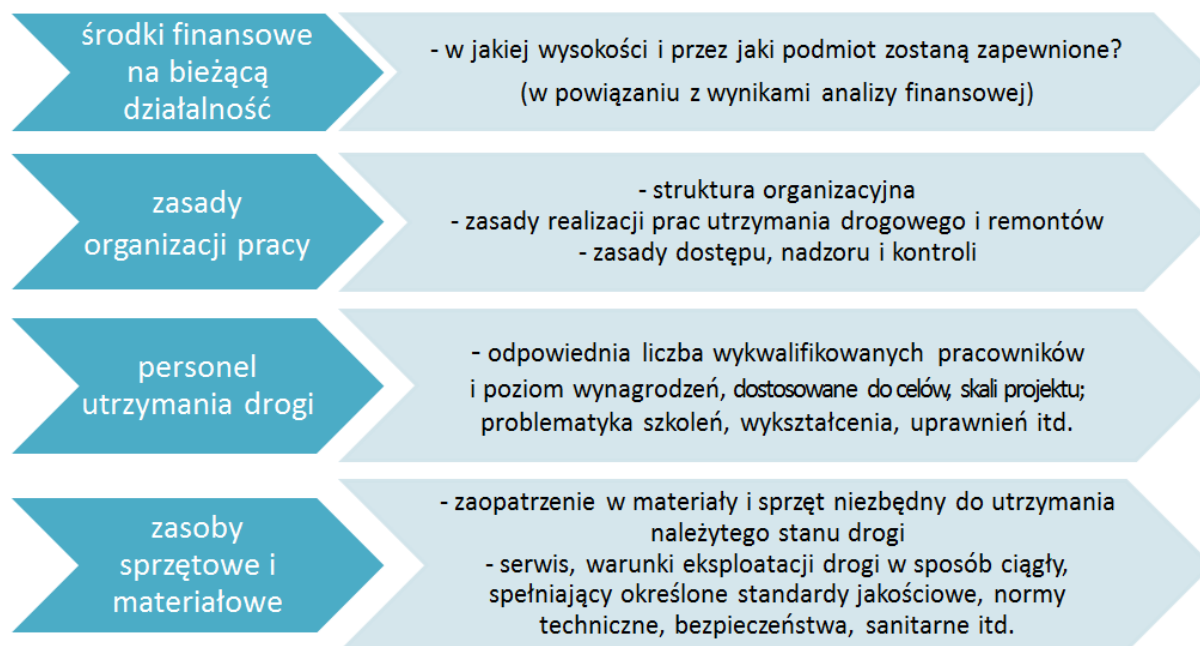 środki finansowe
na bieżącą
działalność
- w jakiej wysokości i przez jaki podmiot zostaną zapewnione?
(w powiązaniu z wynikami analizy finansowej)
zasady
organizacji pracy
- struktura organizacyjna
- zasady realizacji prac utrzymania drogowego i remontów
- zasady dostępu, nadzoru i kontroli
personel
utrzymania drogi
- odpowiednia liczba wykwalifikowanych pracowników
i poziom wynagrodzeń, dostosowane do celów, skali projektu;
problematyka szkoleń, wykształcenia, uprawnień itd.
zasoby
sprzętowe i
materiałowe
- zaopatrzenie w materiały i sprzęt niezbędny do utrzymania
należytego stanu drogi
- serwis, warunki eksploatacji drogi w sposób ciągły,
spełniający określone standardy jakościowe, normy
techniczne, bezpieczeństwa, sanitarne itd.